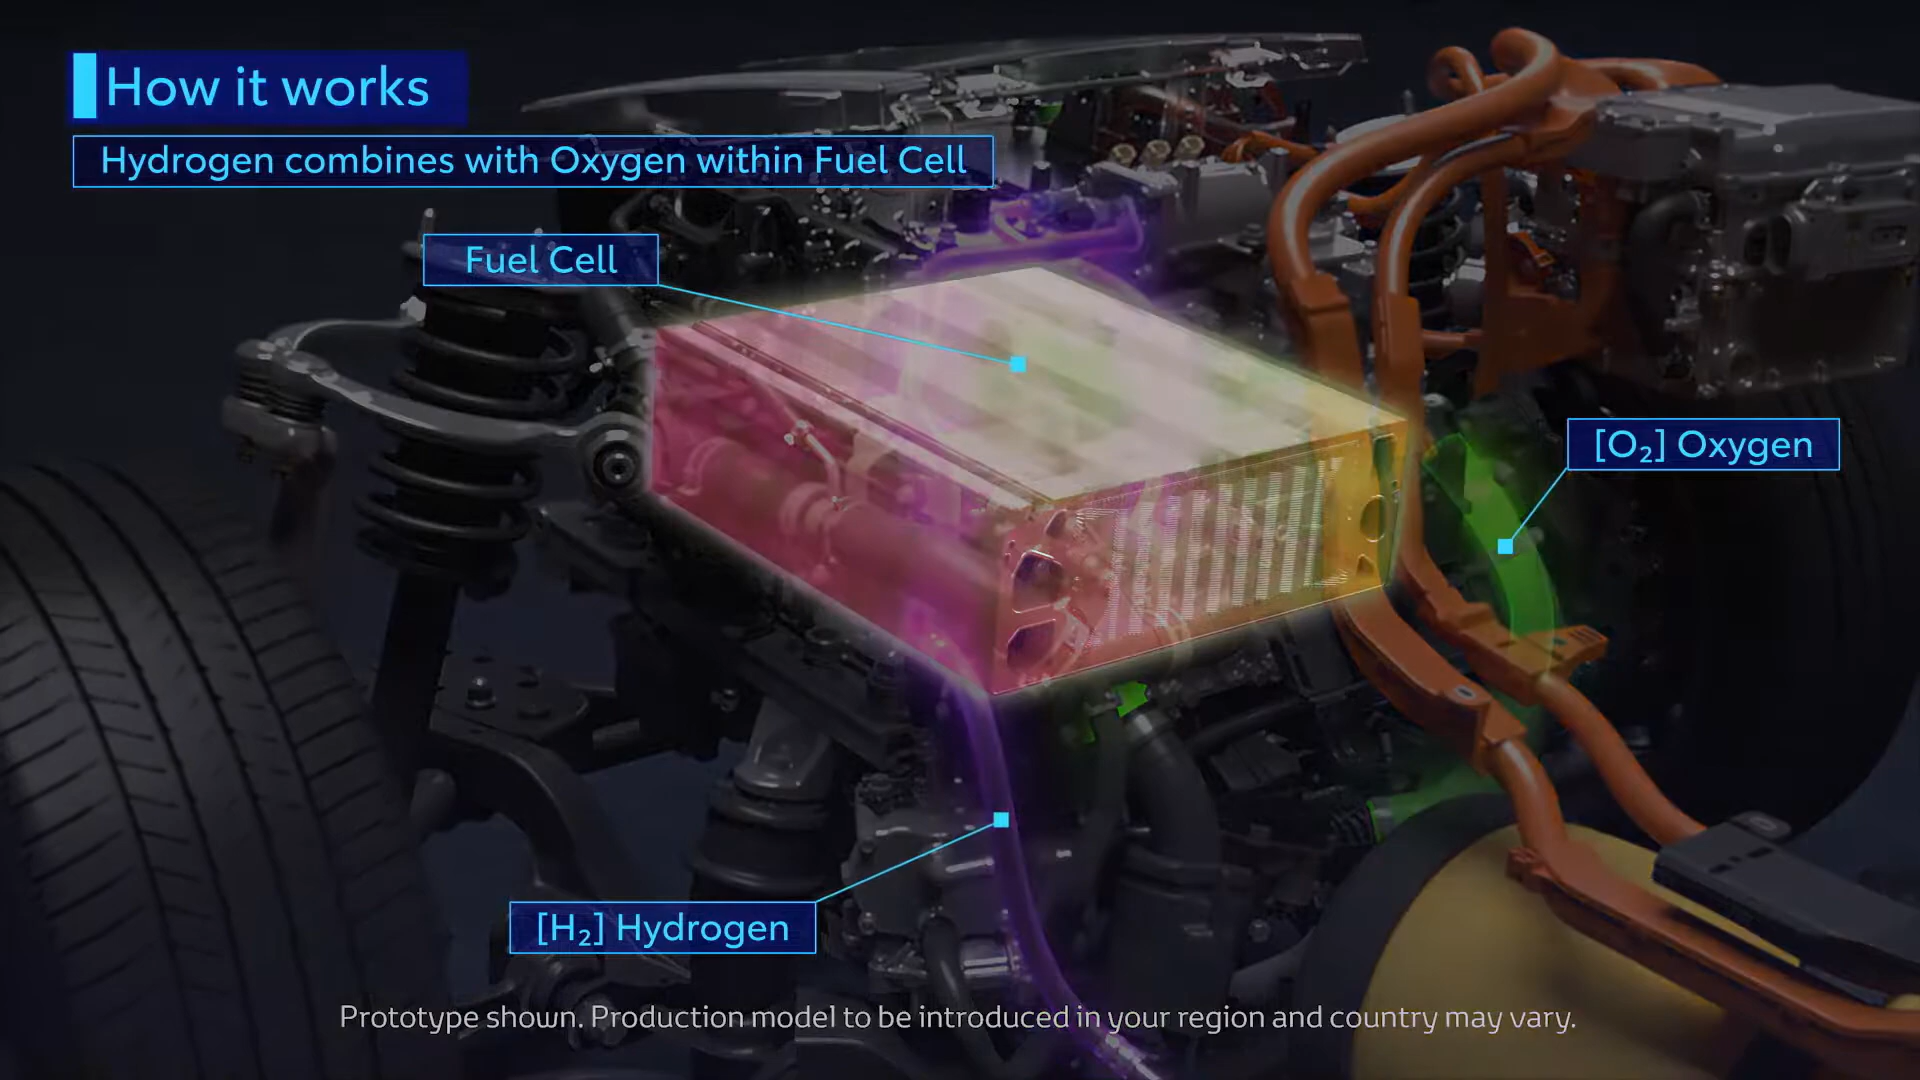 How it works
Hydrogen combines with Oxygen within Fuel Cell
Fuel Cell
[O₂] Oxygen
[H₂] Hydrogen
Prototype shown. Production model to be introduced in your region and country may vary.